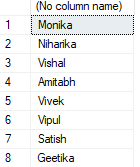 (No column name)
1 Monika
2 Niharika
3 Vishal
4 Amitabh
5 Vivek
6 Vipul
7 Satish
8 Geetika